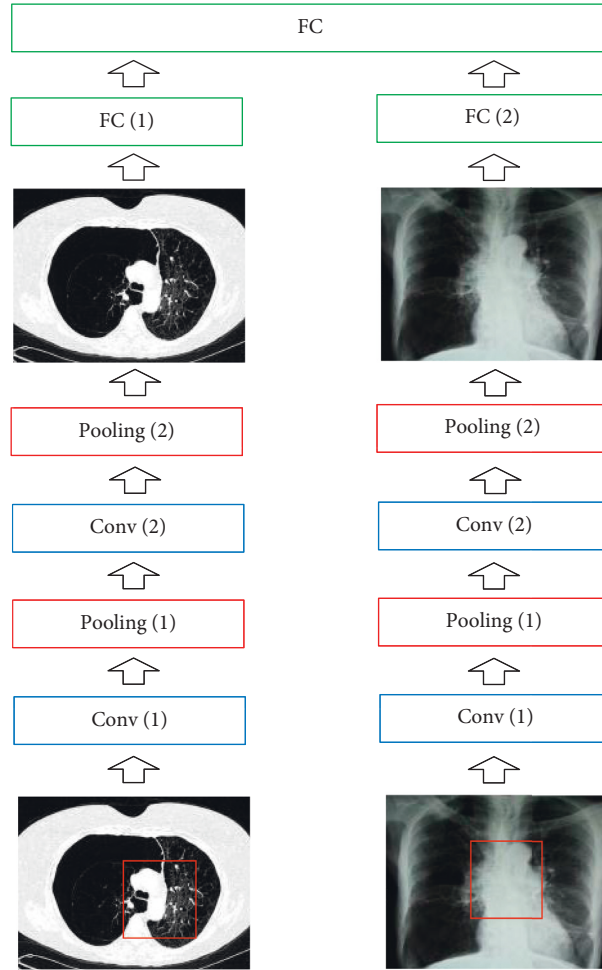 FC
FC (1)
FC (2)
Pooling (2)
Pooling (2)
Conv (2)
Conv (2)
Pooling (1)
Pooling (1)
Conv (1)
Conv (1)